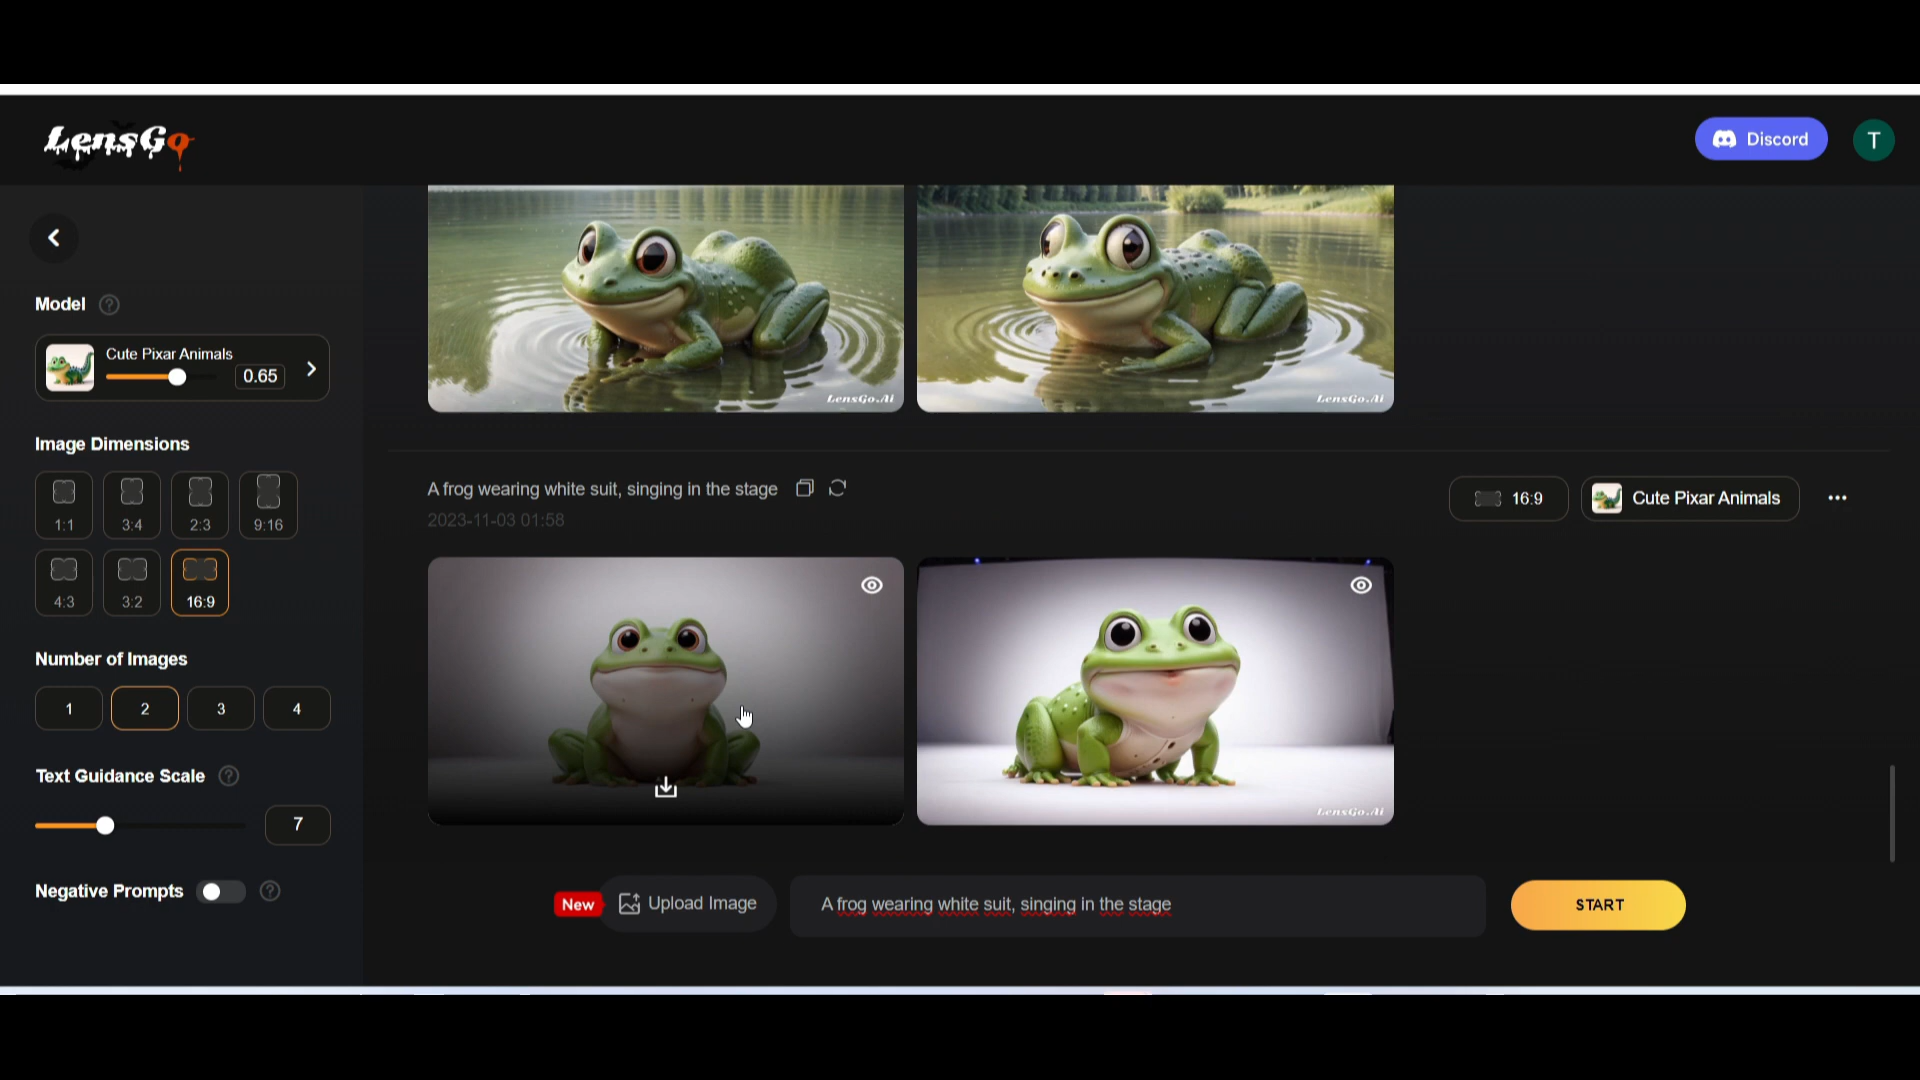 LensGo
Discord
T
Model ?
Cute Pixar Animals
0.65
Image Dimensions
1:1
3:4
2:3
9:16
4:3
3:2
16:9
Number of Images
1
2
3
4
Text Guidance Scale ?
7
Negative Prompts ?
LensGo.Ai
LensGo.Ai
A frog wearing white suit, singing in the stage
2023-11-03 01:58
16:9
Cute Pixar Animals
LensGo.Ai
New
Upload Image
A frog wearing white suit, singing in the stage
START